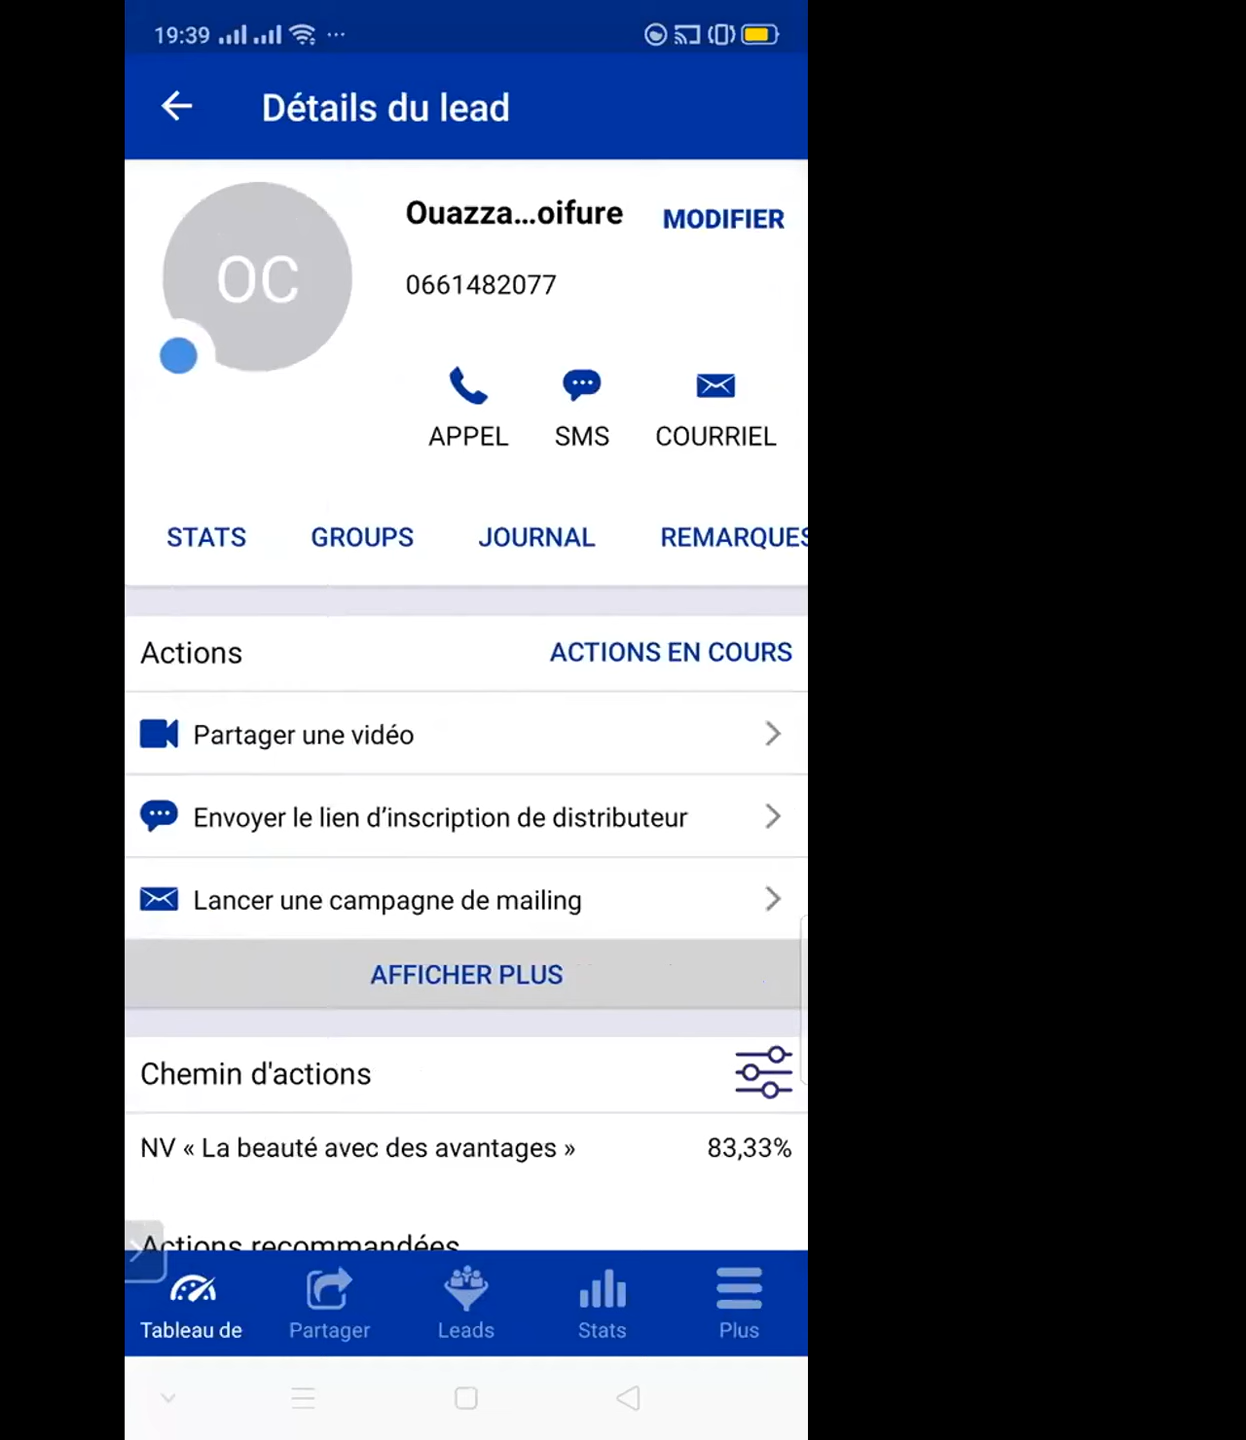 19:39
Détails du lead
OC
Ouazza...oifure
MODIFIER
0661482077
APPEL
SMS
COURRIEL
STATS
GROUPS
JOURNAL
REMARQUES
Actions
ACTIONS EN COURS
Partager une vidéo
Envoyer le lien d’inscription de distributeur
Lancer une campagne de mailing
AFFICHER PLUS
Chemin d'actions
NV « La beauté avec des avantages »
83,33%
Actions recommandées
Tableau de
Partager
Leads
Stats
Plus